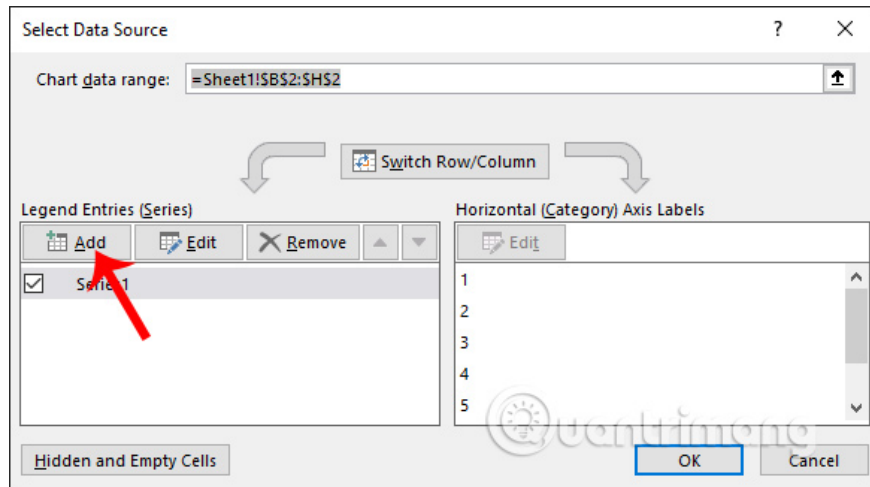 Select Data Source
?
Chart data range:
=Sheet1!$B$2:$H$2
Switch Row/Column
Legend Entries (Series)
Horizontal (Category) Axis Labels
Add
Edit
Remove
Edit
Series1
1
2
3
4
5
Quantrimang
Hidden and Empty Cells
OK
Cancel